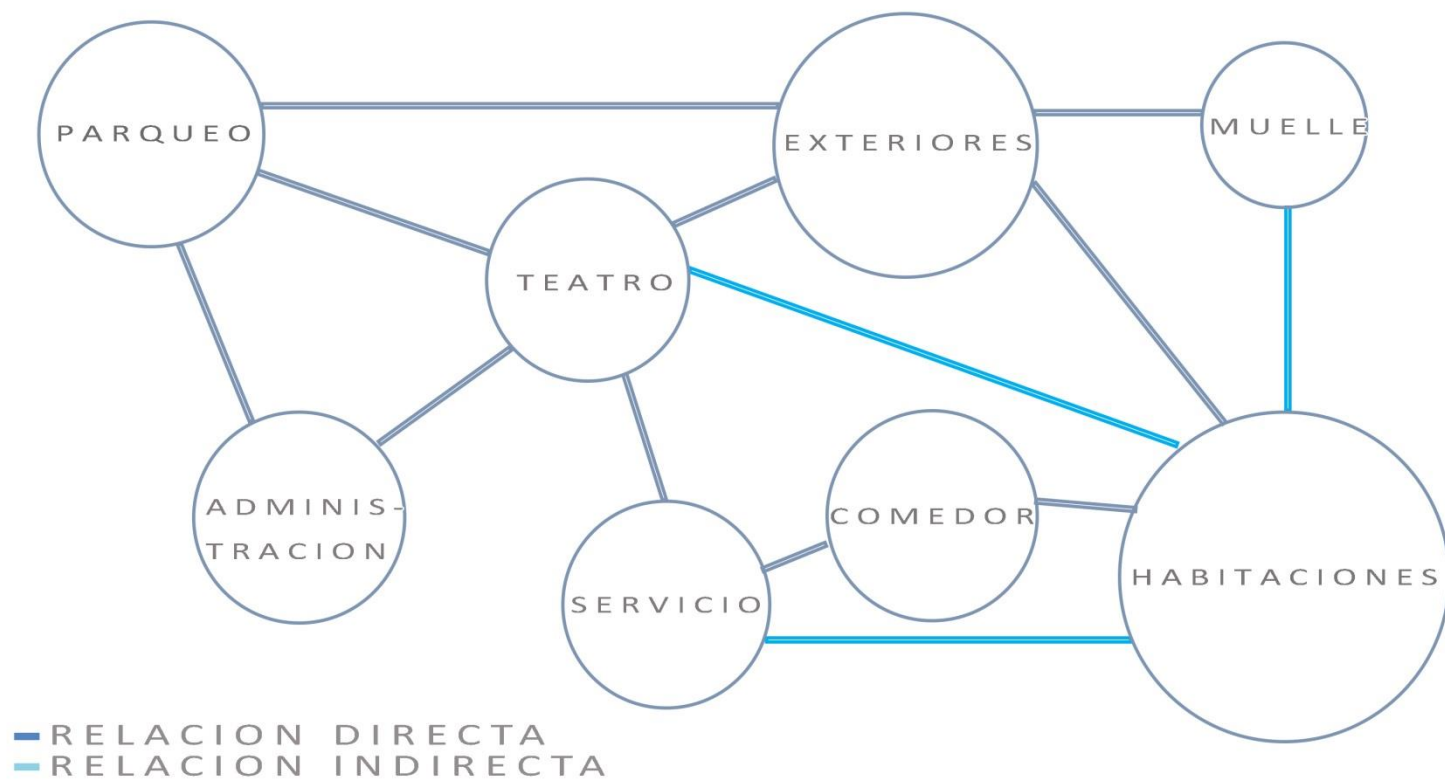 PARQUEO
EXTERIORES
MUELLE
TEATRO
ADMINIS-
TRACION
SERVICIO
COMEDOR
HABITACIONES
RELACION DIRECTA
RELACION INDIRECTA